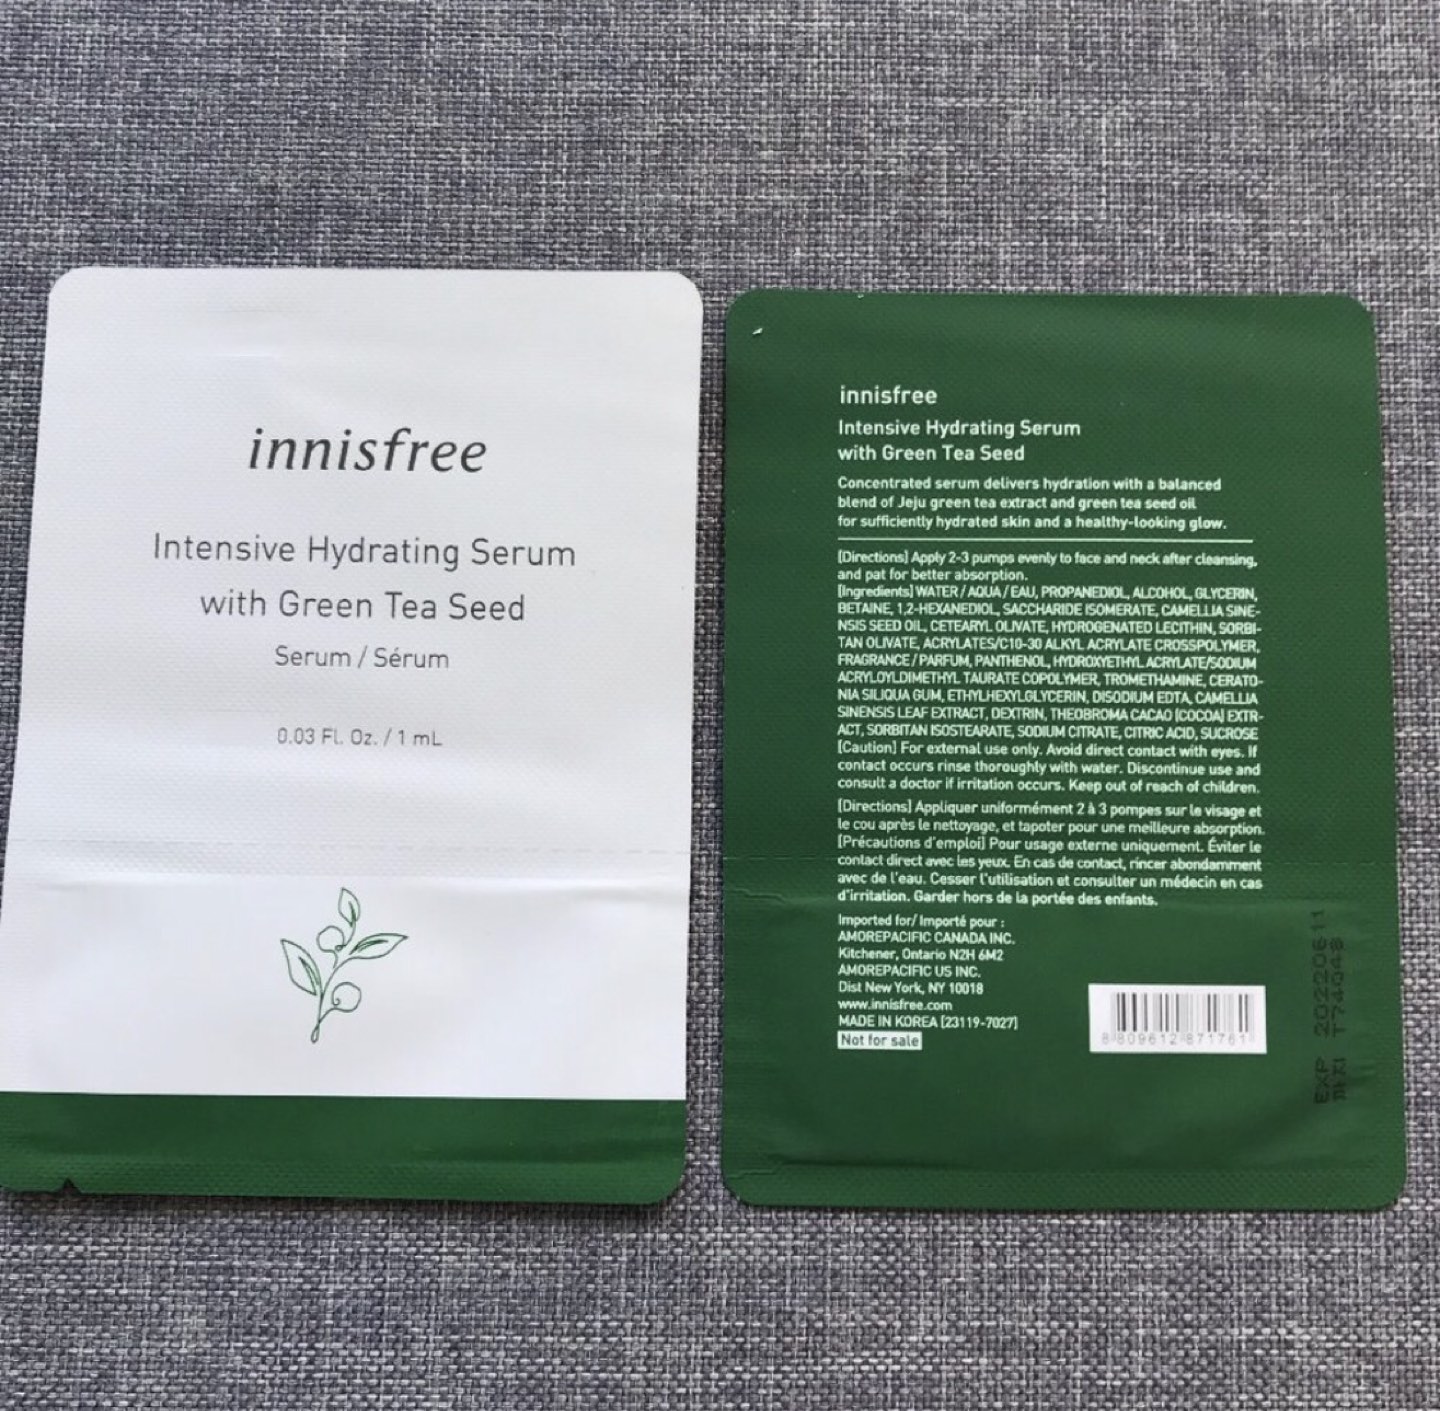 innisfree
Intensive Hydrating Serum
with Green Tea Seed
Serum / Sérum
0.03 Fl. Oz. / 1 mL
innisfree
Intensive Hydrating Serum
with Green Tea Seed
Concentrated serum delivers hydration with a balanced
blend of Jeju green tea extract and green tea seed oil
for sufficiently hydrated skin and a healthy-looking glow.
[Directions] Apply 2-3 pumps evenly to face and neck after cleansing,
and pat for better absorption.
[Ingredients] WATER / AQUA / EAU, PROPANEDIOL, ALCOHOL, GLYCERIN,
BETAINE, 1,2-HEXANEDIOL, SACCHARIDE ISOMERATE, CAMELLIA SINE-
NSIS SEED OIL, CETEARYL OLIVATE, HYDROGENATED LECITHIN, SORBI-
TAN OLIVATE, ACRYLATES/C10-30 ALKYL ACRYLATE CROSSPOLYMER,
FRAGRANCE / PARFUM, PANTHENOL, HYDROXYETHYL ACRYLATE/SODIUM
ACRYLOYLDIMETHYL TAURATE COPOLYMER, TROMETHAMINE, CERATO-
NIA SILIQUA GUM, ETHYLHEXYLGLYCERIN, DISODIUM EDTA, CAMELLIA
SINENSIS LEAF EXTRACT, DEXTRIN, THEOBROMA CACAO (COCOA) EXTR-
ACT, SORBITAN ISOSTEARATE, SODIUM CITRATE, CITRIC ACID, SUCROSE
[Caution] For external use only. Avoid direct contact with eyes. If
contact occurs rinse thoroughly with water. Discontinue use and
consult a doctor if irritation occurs. Keep out of reach of children.
[Directions] Appliquer uniformément 2 à 3 pompes sur le visage et
le cou après le nettoyage, et tapoter pour une meilleure absorption.
[Précautions d'emploi] Pour usage externe uniquement. Éviter le
contact direct avec les yeux. En cas de contact, rincer abondamment
avec de l'eau. Cesser l'utilisation et consulter un médecin en cas
d'irritation. Garder hors de la portée des enfants.
Imported for/ Importé pour :
AMOREPACIFIC CANADA INC.
Kitchener, Ontario N2H 6M2
AMOREPACIFIC US INC.
Dist New York, NY 10018
www.innisfree.com
MADE IN KOREA [23119-7027]
Not for sale
8 809612 871761
EXP 20220611
까지 T74048